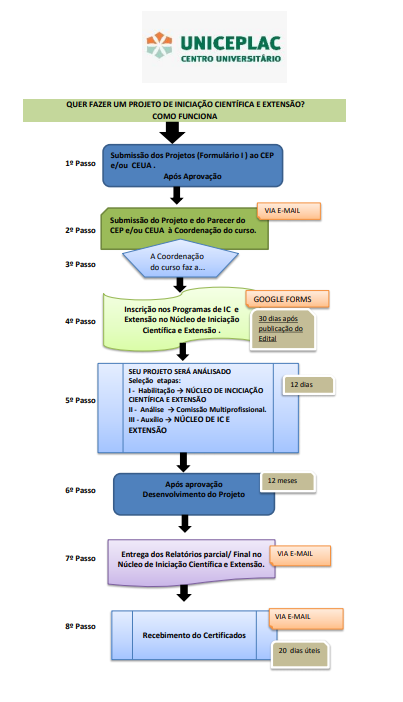 UNICEPLAC
CENTRO UNIVERSITÁRIO
QUER FAZER UM PROJETO DE INICIAÇÃO CIENTÍFICA E EXTENSÃO?
COMO FUNCIONA
1º Passo
Submissão dos Projetos (Formulário I ) ao CEP
e/ou CEUA .
Após Aprovação
VIA E-MAIL
2º Passo
Submissão do Projeto e do Parecer do
CEP e/ou CEUA à Coordenação do curso.
3º Passo
A Coordenação
do curso faz a...
GOOGLE FORMS
4º Passo
Inscrição nos Programas de IC e
Extensão no Núcleo de Iniciação
Científica e Extensão .
30 dias após
publicação do
Edital
5º Passo
SEU PROJETO SERÁ ANÁLISADO
Seleção etapas:
I - Habilitação → NÚCLEO DE INCICIAÇÃO
CIENTÍFICA E EXTENSÃO
II - Análise → Comissão Multiprofissional.
III - Auxílio → NÚCLEO DE IC E
EXTENSÃO
12 dias
6º Passo
Após aprovação
Desenvolvimento do Projeto
12 meses
7º Passo
Entrega dos Relatórios parcial/ Final no
Núcleo de Iniciação Científica e Extensão.
VIA E-MAIL
8º Passo
Recebimento do Certificados
VIA E-MAIL
20 dias úteis